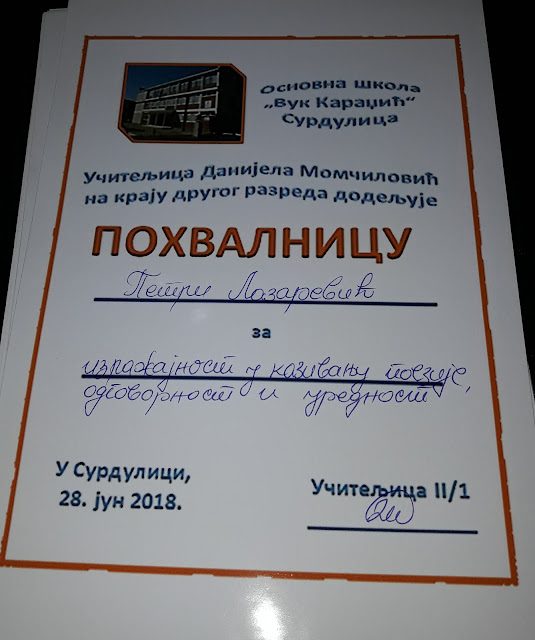 Основна школа
„Вук Караџић“
Сурдулица
Учитељица Данијела Момчиловић
на крају другог разреда додељује
ПОХВАЛНИЦУ
Петри Лазаревић
за
изражајност у казивању поезије,
одговорност и уредност
У Сурдулици,
28. јун 2018.
Учитељица II/1